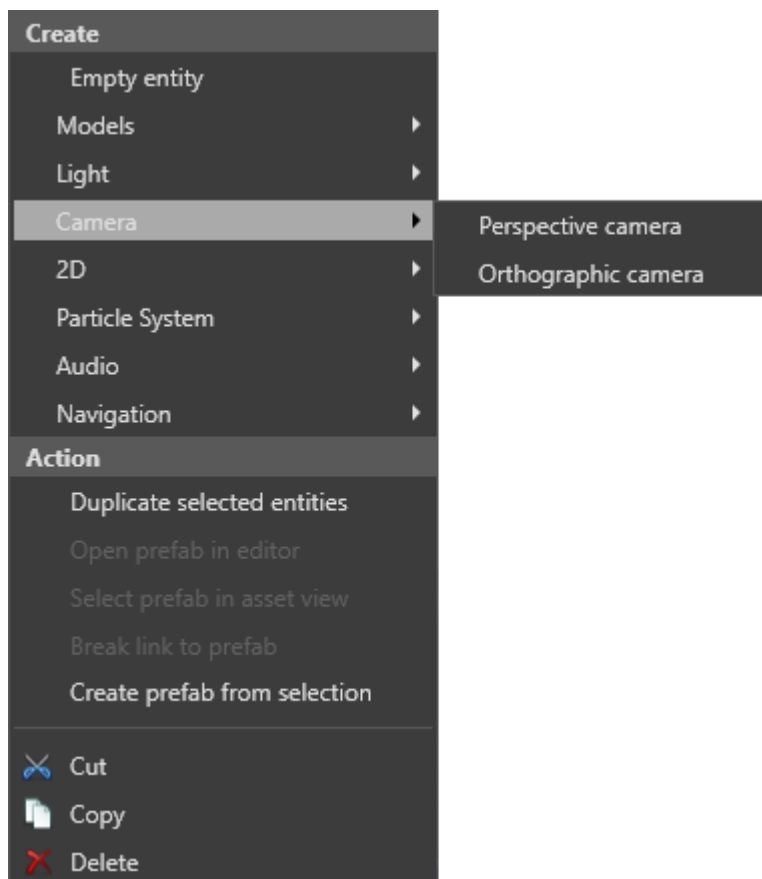 Create
Empty entity
Models
Light
Camera
Perspective camera
Orthographic camera
2D
Particle System
Audio
Navigation
Action
Duplicate selected entities
Open prefab in editor
Select prefab in asset view
Break link to prefab
Create prefab from selection
Cut
Copy
Delete